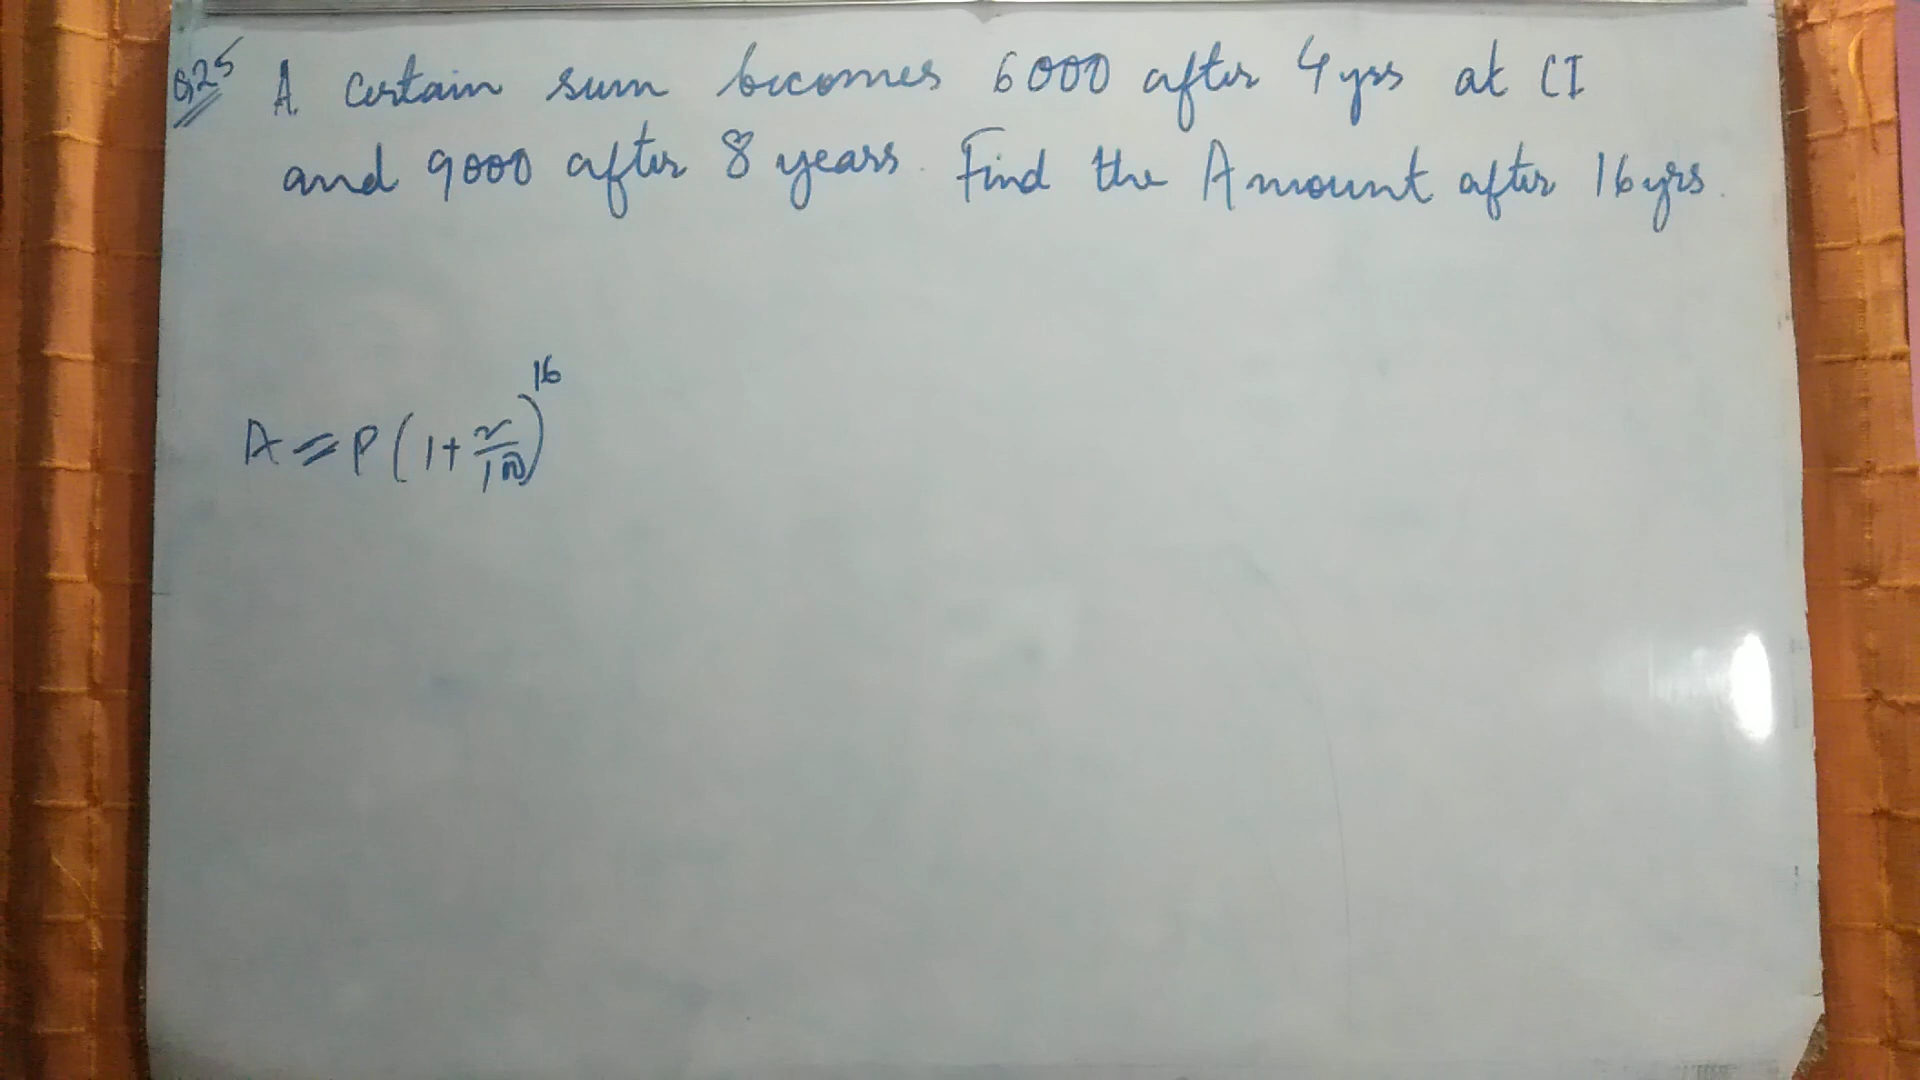 Q25 A certain sum becomes 6000 after 4 yrs at CI
and 9000 after 8 years. Find the Amount after 16 yrs.
A = P(1+r/100)^16